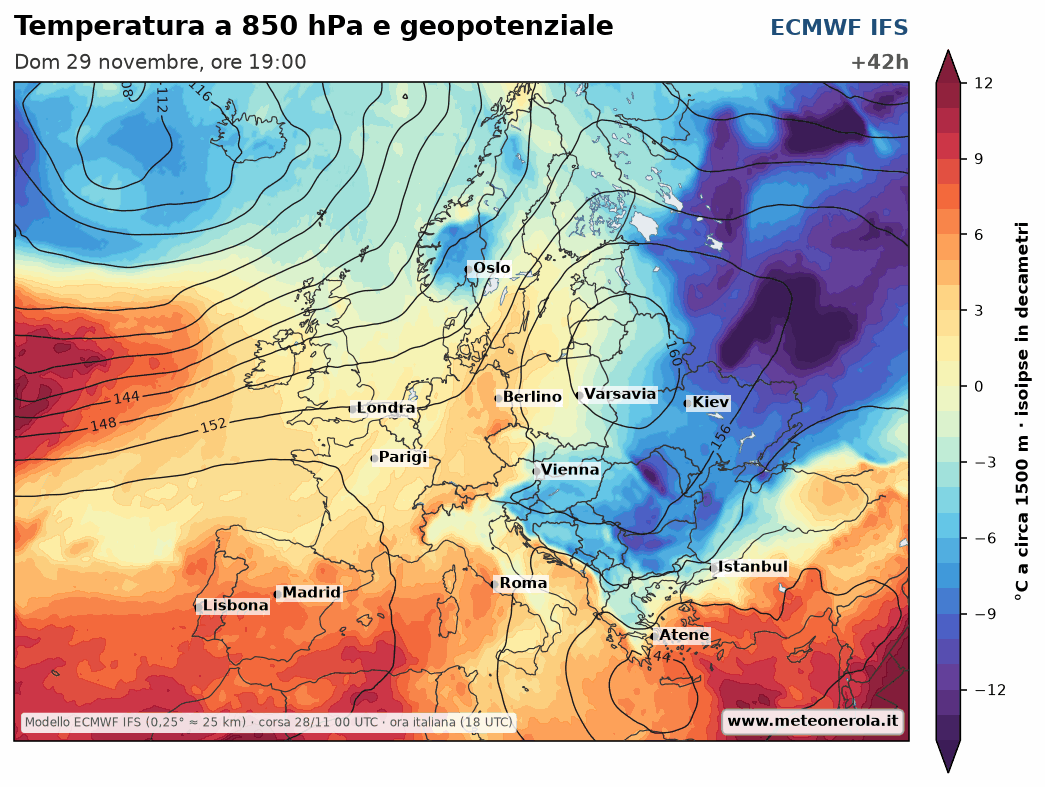 Temperatura a 850 hPa e geopotenziale
ECMWF IFS
Dom 29 novembre, ore 19:00
+42h
08
112
116
12
9
6
3
0
−3
−6
−9
−12
°C a circa 1500 m · isoipse in decametri
Oslo
160
144
148
152
156
Berlino
Varsavia
Kiev
Londra
Parigi
Vienna
Istanbul
Roma
Madrid
Lisbona
Atene
144
Modello ECMWF IFS (0,25° ≈ 25 km) · corsa 28/11 00 UTC · ora italiana (18 UTC)
www.meteonerola.it